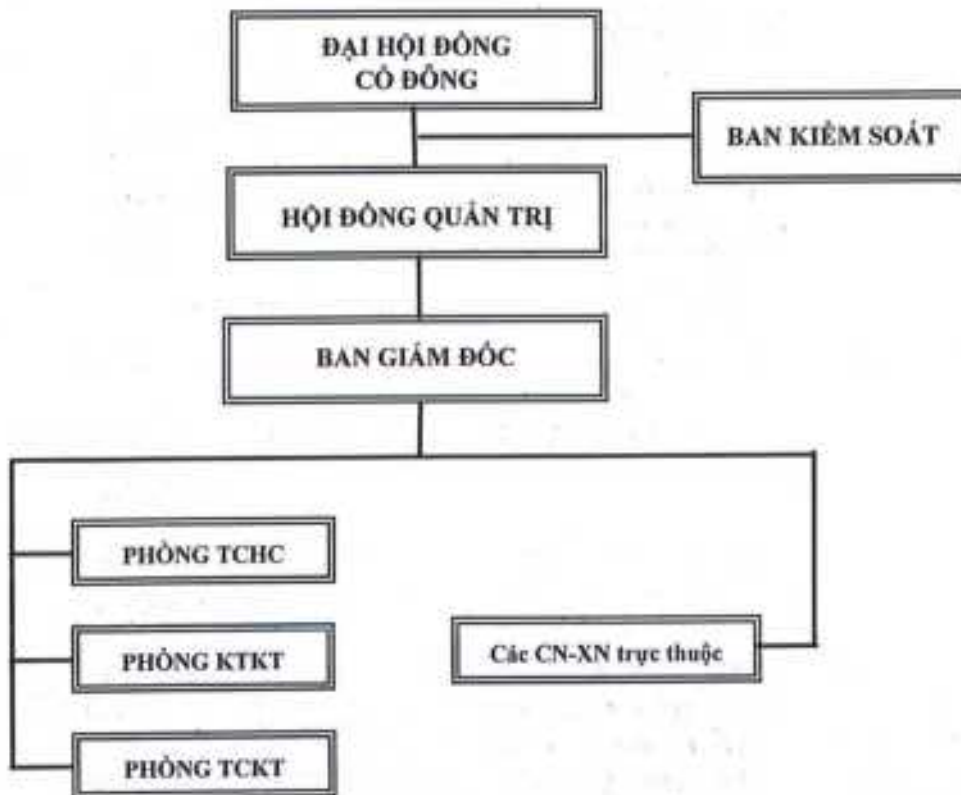 ĐẠI HỘI ĐỒNG
CỔ ĐÔNG
BAN KIỂM SOÁT
HỘI ĐỒNG QUẢN TRỊ
BAN GIÁM ĐỐC
PHÒNG TCHC
PHÒNG KTKT
Các CN-XN trực thuộc
PHÒNG TCKT